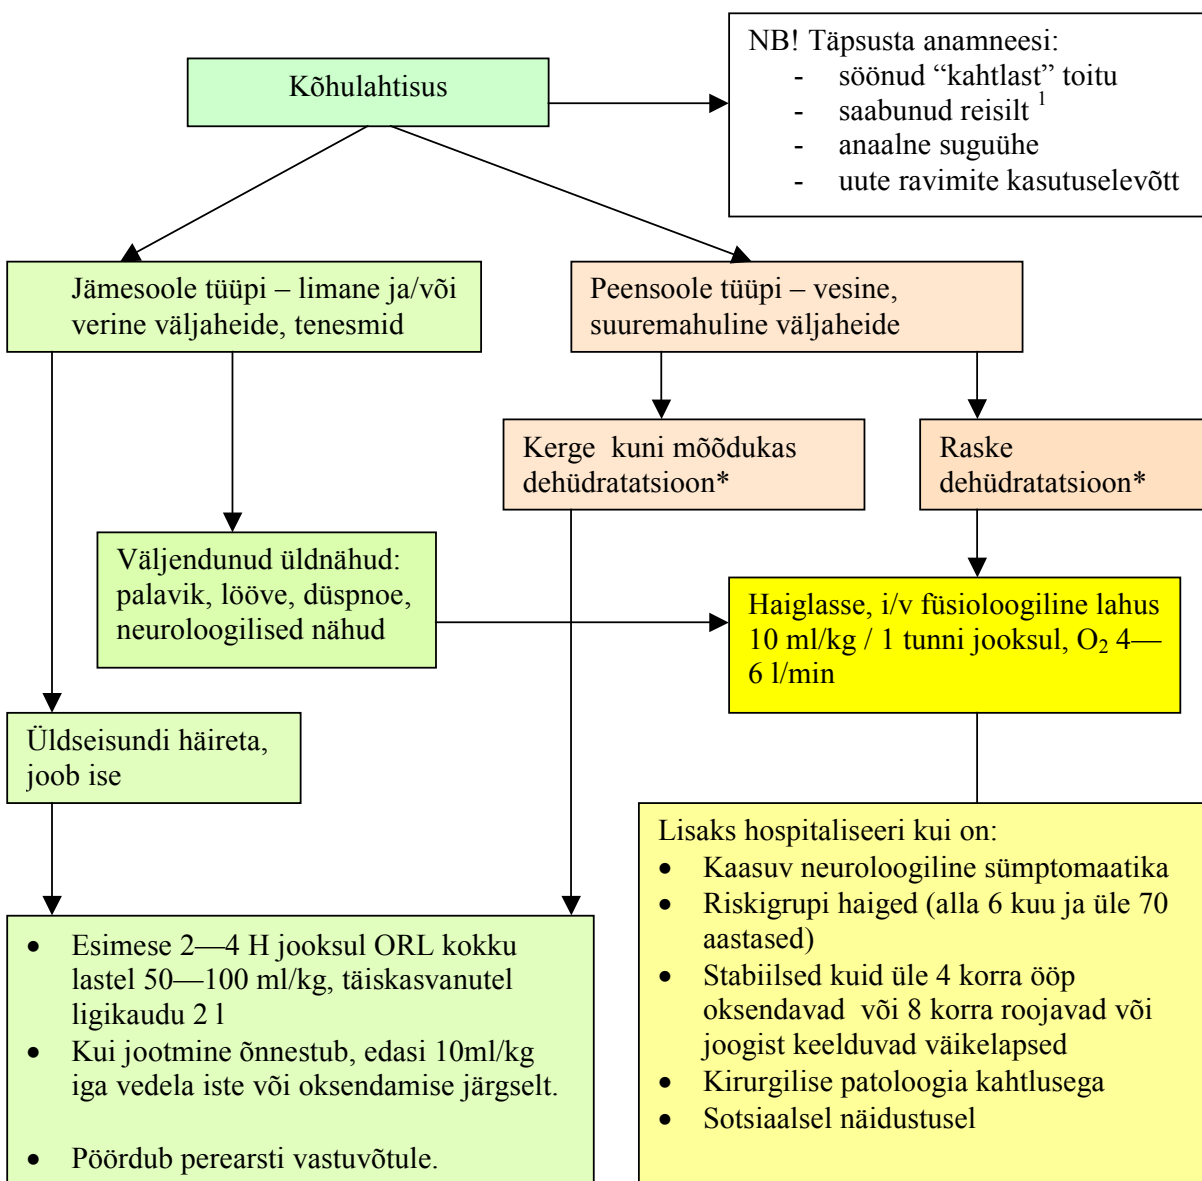 Kõhulahtisus
NB! Täpsusta anamneesi:
- söönud “kahtlast” toitu
- saabunud reisilt ¹
- anaalne suguühe
- uute ravimite kasutuselevõtt
Jämesoole tüüpi – limane ja/või
verine väljaheide, tenesmid
Peensoole tüüpi – vesine,
suuremahuline väljaheide
Kerge kuni mõõdukas
dehüdratatsioon*
Raske
dehüdratatsioon*
Väljendunud üldnähud:
palavik, lööve, düspnoe,
neuroloogilised nähud
Haiglasse, i/v füsioloogiline lahus
10 ml/kg / 1 tunni jooksul, O₂ 4—
6 l/min
Üldseisundi häireta,
joob ise
• Esimese 2—4 H jooksul ORL kokku
lastel 50—100 ml/kg, täiskasvanutel
ligikaudu 2 l
• Kui jootmine õnnestub, edasi 10ml/kg
iga vedela iste või oksendamise järgselt.
• Pöördub perearsti vastuvõtule.
Lisaks hospitaliseeri kui on:
• Kaasuv neuroloogiline sümptomaatika
• Riskigrupi haiged (alla 6 kuu ja üle 70
aastased)
• Stabiilsed kuid üle 4 korra ööp
oksendavad või 8 korra roojavad või
joogist keelduvad väikelapsed
• Kirurgilise patoloogia kahtlusega
• Sotsiaalsel näidustusel